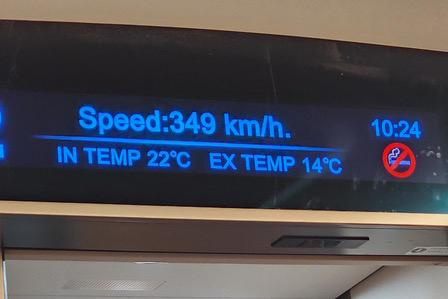 Speed:349 km/h.
10:24
IN TEMP 22℃ EX TEMP 14℃